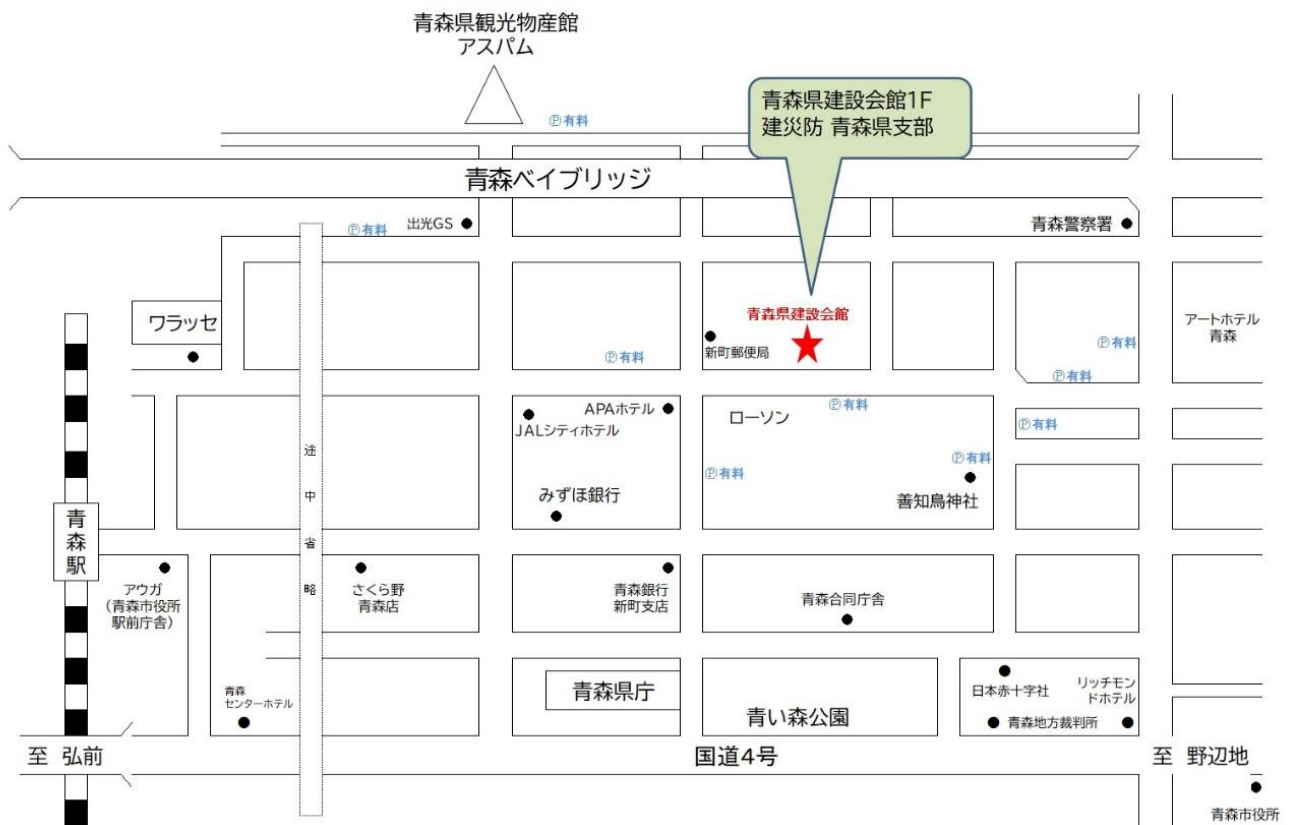 青森県観光物産館
アスパム
Ⓟ有料
青森県建設会館1F
建災防 青森県支部
青森ベイブリッジ
Ⓟ有料
出光GS
青森警察署
ワラッセ
青森県建設会館
新町郵便局
Ⓟ有料
Ⓟ有料
Ⓟ有料
アートホテル
青森
JALシティホテル
APAホテル
ローソン
Ⓟ有料
Ⓟ有料
途中省略
みずほ銀行
Ⓟ有料
Ⓟ有料
善知鳥神社
青森駅
アウガ
(青森市役所
駅前庁舎)
さくら野
青森店
青森銀行
新町支店
青森合同庁舎
青森
センターホテル
青森県庁
青い森公園
日本赤十字社
リッチモン
ドホテル
青森地方裁判所
至 弘前
国道4号
至 野辺地
青森市役所